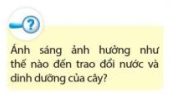 Ánh sáng ảnh hưởng như
thế nào đến trao đổi nước và
dinh dưỡng của cây?